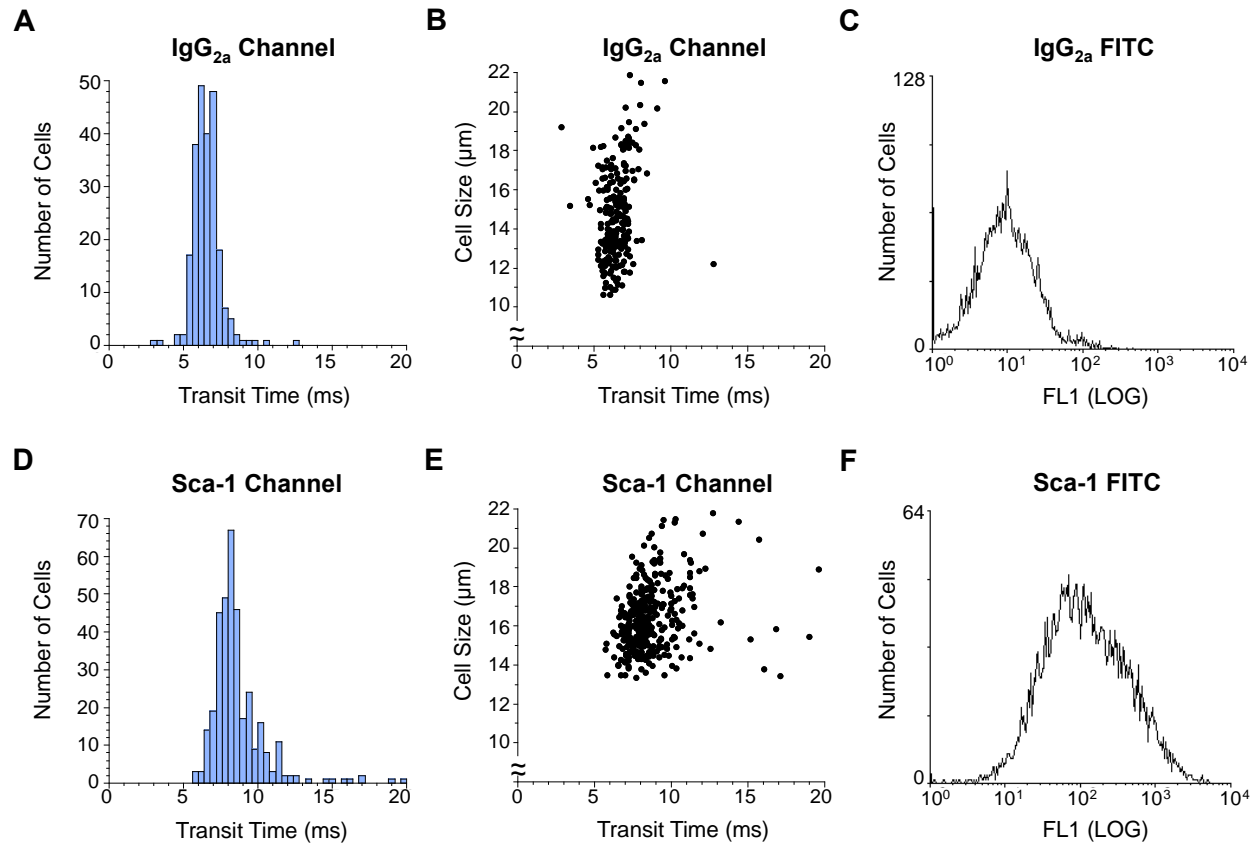 A
IgG2a Channel
Number of Cells
50
40
30
20
10
0
0 5 10 15 20
Transit Time (ms)
B
IgG2a Channel
Cell Size (µm)
22
20
18
16
14
12
10
≈
0 5 10 15 20
Transit Time (ms)
C
IgG2a FITC
Number of Cells
128
0
10^0 10^1 10^2 10^3 10^4
FL1 (LOG)
D
Sca-1 Channel
Number of Cells
70
60
50
40
30
20
10
0
0 5 10 15 20
Transit Time (ms)
E
Sca-1 Channel
Cell Size (µm)
22
20
18
16
14
12
10
≈
0 5 10 15 20
Transit Time (ms)
F
Sca-1 FITC
Number of Cells
64
0
10^0 10^1 10^2 10^3 10^4
FL1 (LOG)